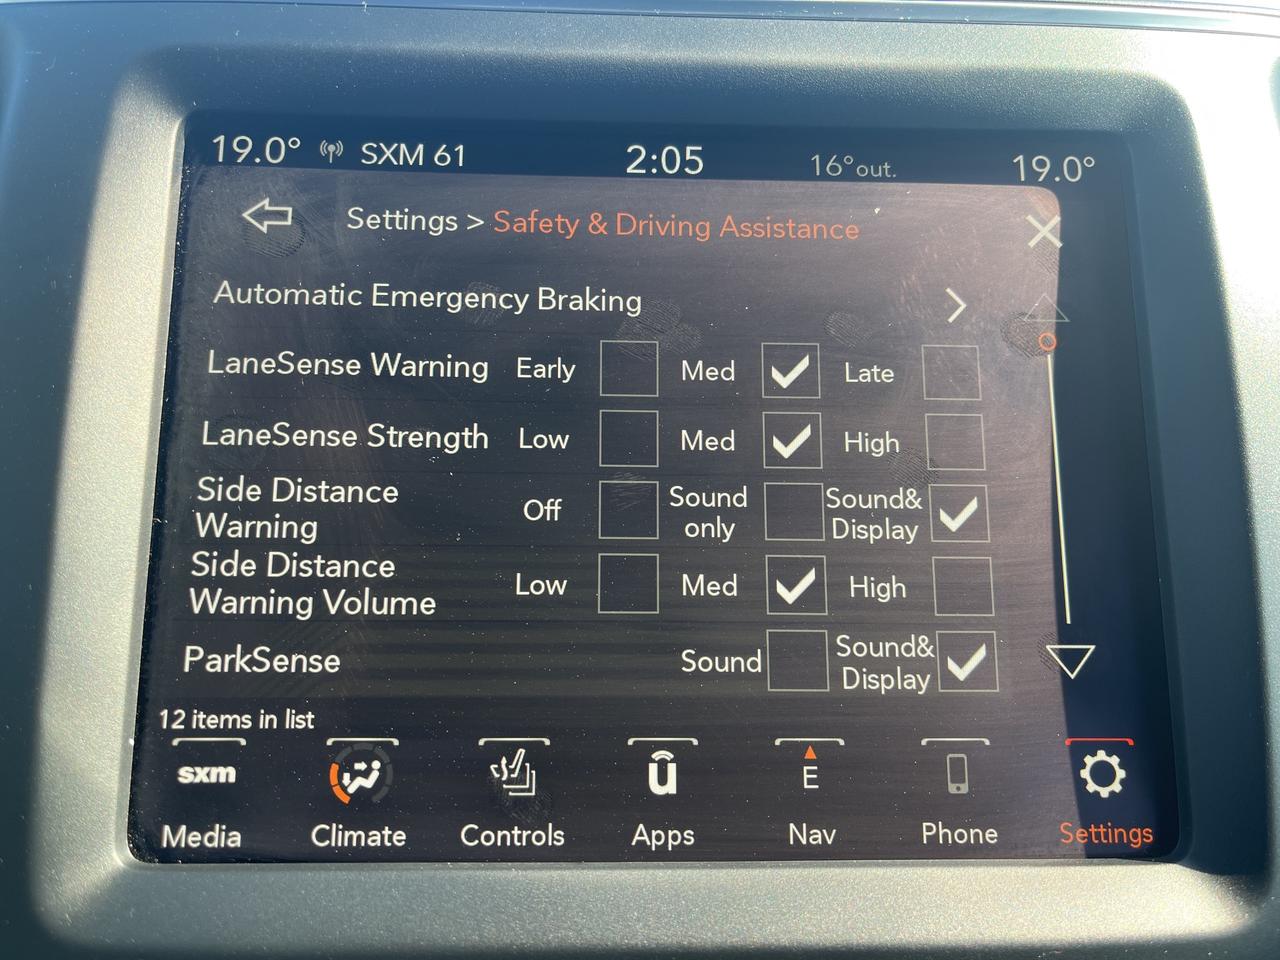 19.0° SXM 61 2:05 16° out. 19.0°
Settings > Safety & Driving Assistance
Automatic Emergency Braking
LaneSense Warning Early Med Late
LaneSense Strength Low Med High
Side Distance
Warning
Off
Sound
only
Sound&
Display
Side Distance
Warning Volume
Low Med High
ParkSense
Sound
Sound&
Display
12 items in list
sxm
E
Media Climate Controls Apps Nav Phone Settings